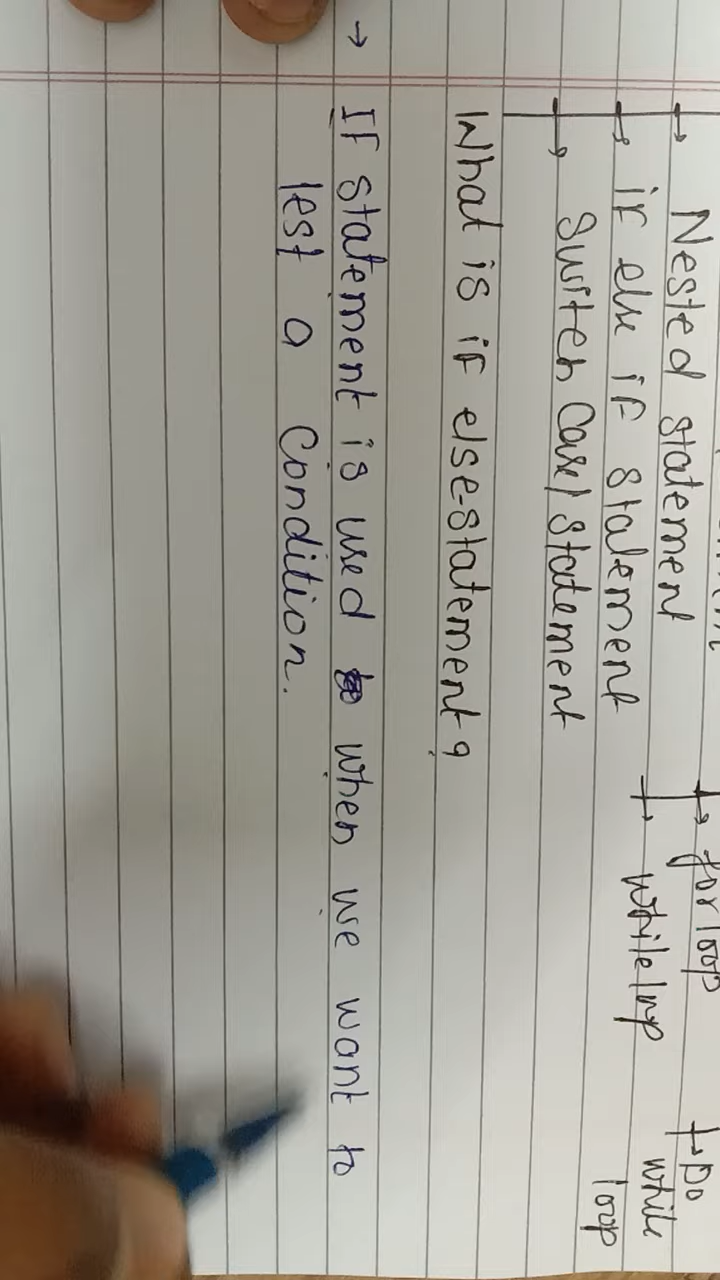 Nested statement
for loop
Do while loop
if else if statement
while loop
Switch Case/Statement
What is if else-statement?
→ If statement is used when we want to
test a Condition.